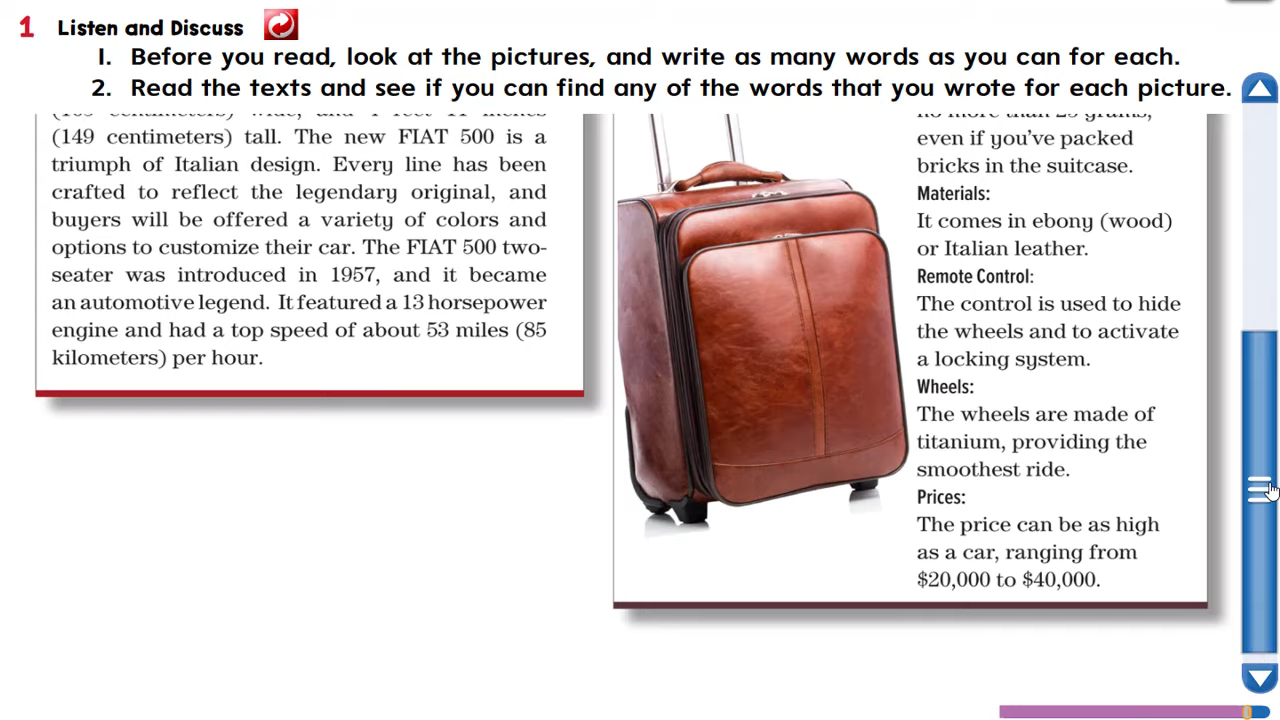 1 Listen and Discuss
1. Before you read, look at the pictures, and write as many words as you can for each.
2. Read the texts and see if you can find any of the words that you wrote for each picture.
(149 centimeters) tall. The new FIAT 500 is a
triumph of Italian design. Every line has been
crafted to reflect the legendary original, and
buyers will be offered a variety of colors and
options to customize their car. The FIAT 500 two-
seater was introduced in 1957, and it became
an automotive legend. It featured a 13 horsepower
engine and had a top speed of about 53 miles (85
kilometers) per hour.
even if you've packed
bricks in the suitcase.
Materials:
It comes in ebony (wood)
or Italian leather.
Remote Control:
The control is used to hide
the wheels and to activate
a locking system.
Wheels:
The wheels are made of
titanium, providing the
smoothest ride.
Prices:
The price can be as high
as a car, ranging from
$20,000 to $40,000.